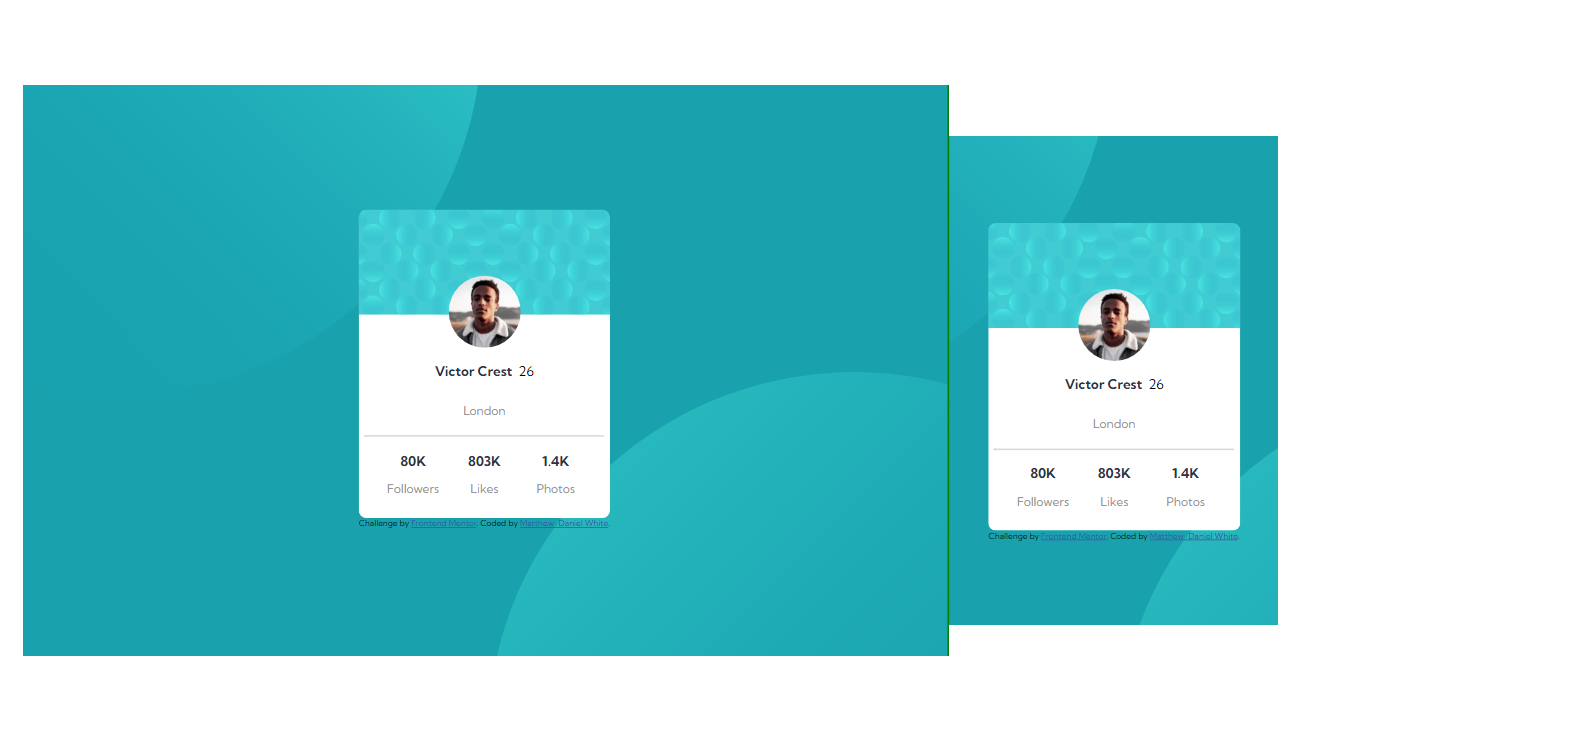 Victor Crest 26
London
80K 803K 1.4K
Followers Likes Photos
Challenge by Frontend Mentor. Coded by Matthew Daniel White.
Victor Crest 26
London
80K 803K 1.4K
Followers Likes Photos
Challenge by Frontend Mentor. Coded by Matthew Daniel White.